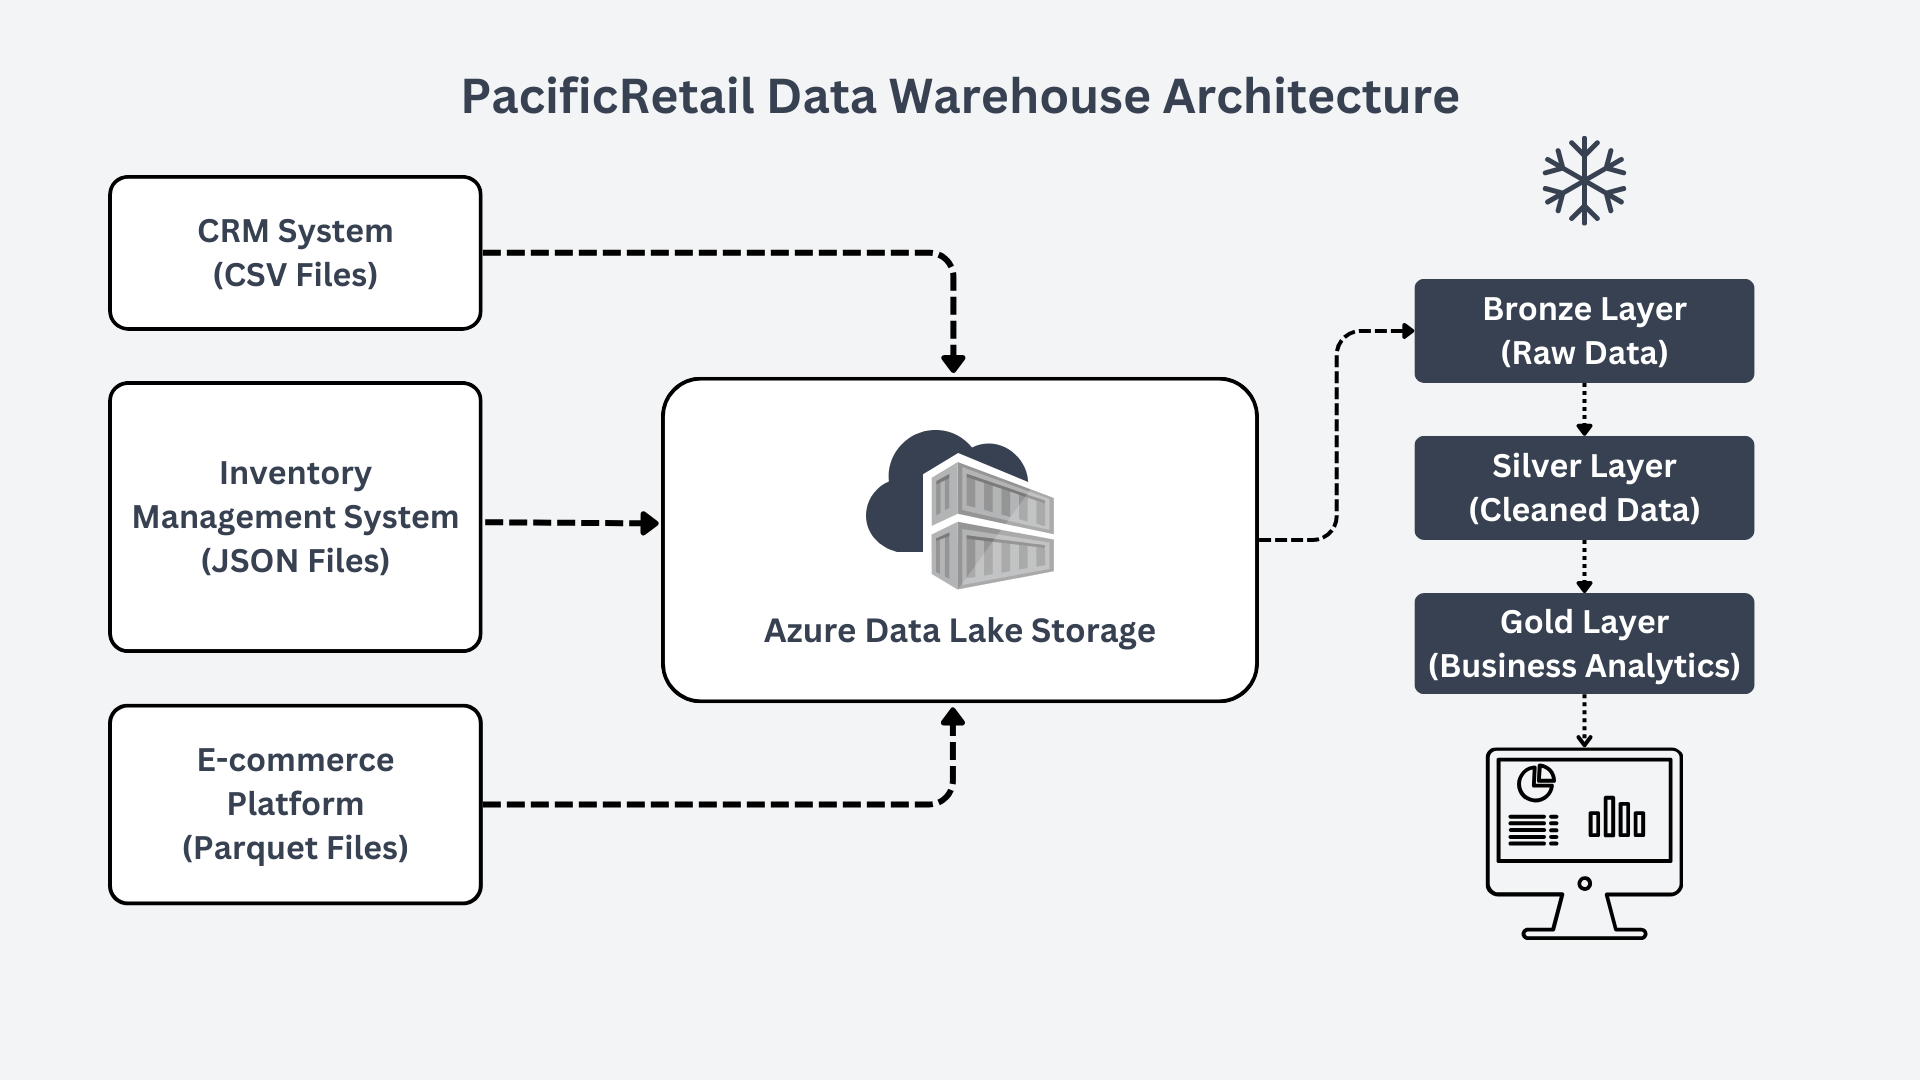 PacificRetail Data Warehouse Architecture
CRM System
(CSV Files)
Inventory
Management System
(JSON Files)
E-commerce
Platform
(Parquet Files)
Azure Data Lake Storage
Bronze Layer
(Raw Data)
Silver Layer
(Cleaned Data)
Gold Layer
(Business Analytics)